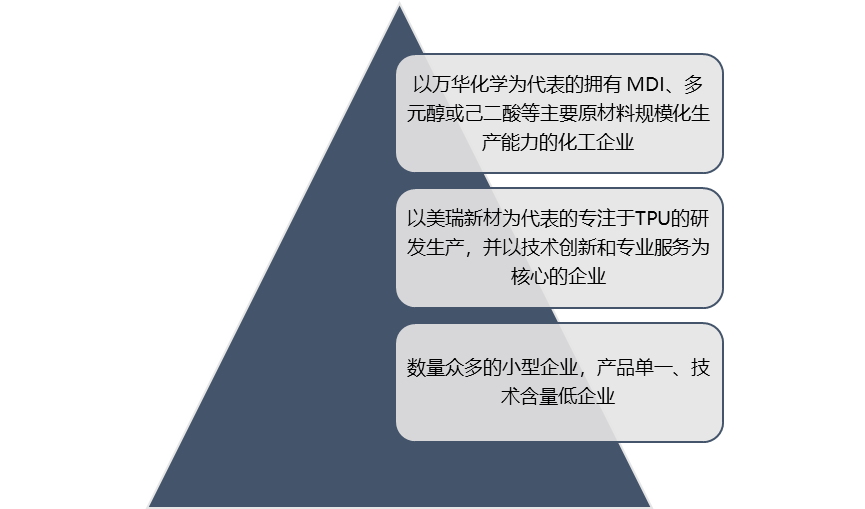 以万华化学为代表的拥有 MDI、多
元醇或己二酸等主要原材料规模化生
产能力的化工企业
以美瑞新材为代表的专注于TPU的研
发生产，并以技术创新和专业服务为
核心的企业
数量众多的小型企业，产品单一、技
术含量低企业